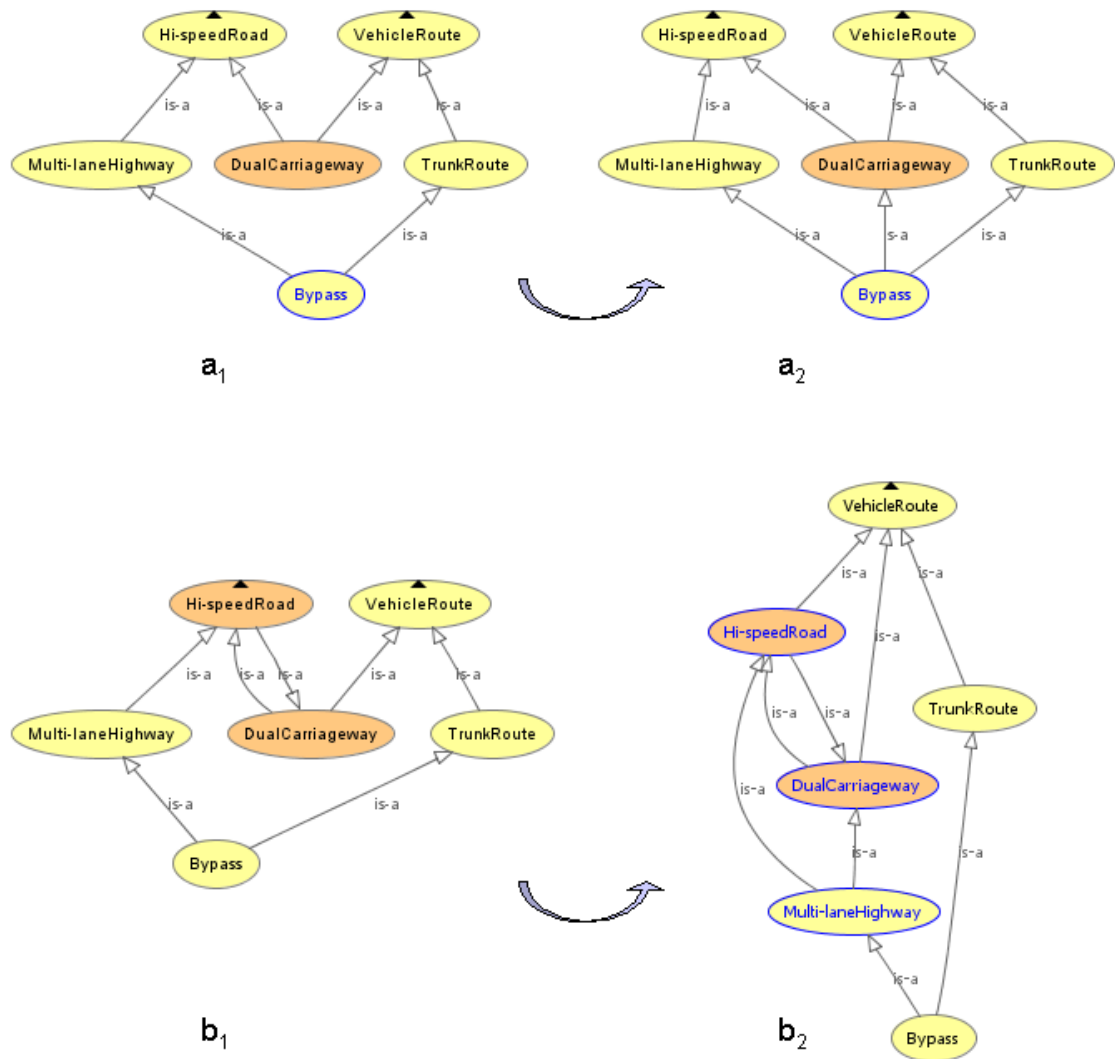 Hi-speedRoad VehicleRoute
is-a is-a is-a is-a
Multi-laneHighway DualCarriageway TrunkRoute
is-a is-a
Bypass
a1
Hi-speedRoad VehicleRoute
is-a is-a is-a is-a
Multi-laneHighway DualCarriageway TrunkRoute
is-a s-a is-a
Bypass
a2
Hi-speedRoad VehicleRoute
is-a is-a is-a is-a is-a
Multi-laneHighway DualCarriageway TrunkRoute
is-a is-a
Bypass
b1
VehicleRoute
is-a is-a
Hi-speedRoad
is-a
TrunkRoute
is-a is-a
DualCarriageway
is-a
is-a is-a
Multi-laneHighway
is-a
Bypass
b2